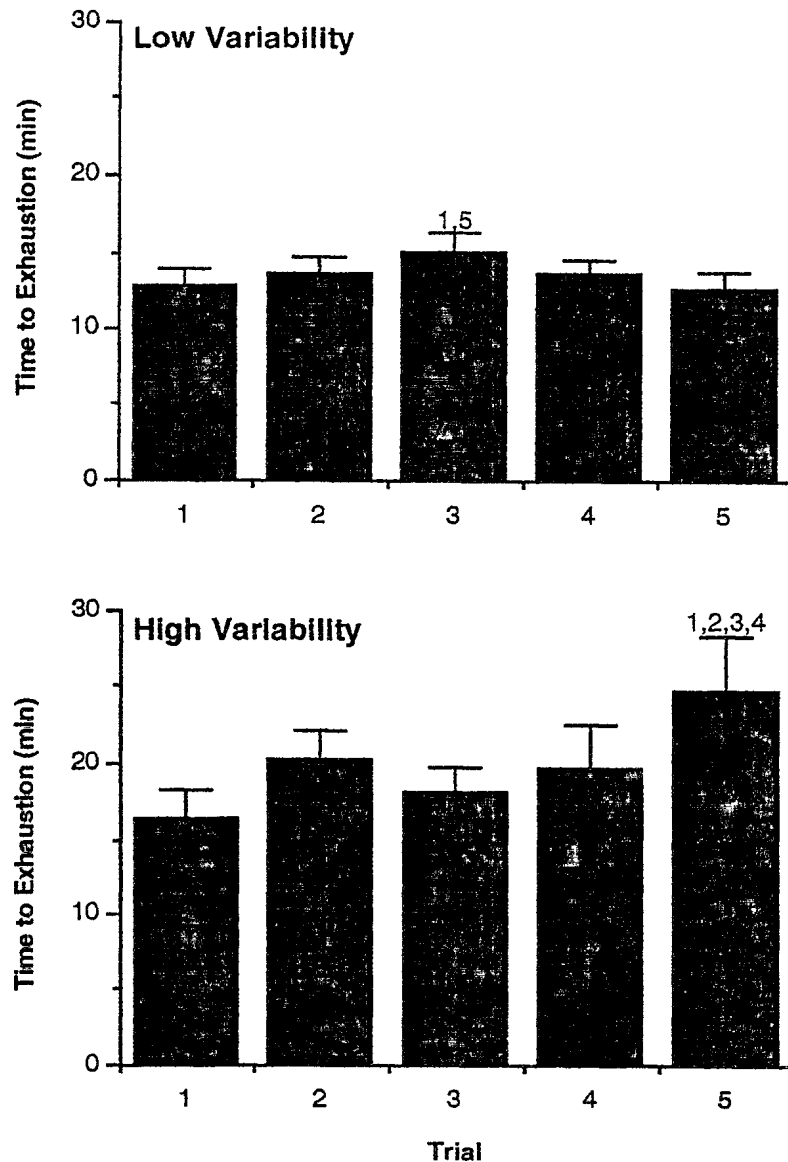 30
Low Variability
Time to Exhaustion (min)
20
1,5
10
0
1 2 3 4 5
30
High Variability
1,2,3,4
Time to Exhaustion (min)
20
10
0
1 2 3 4 5
Trial